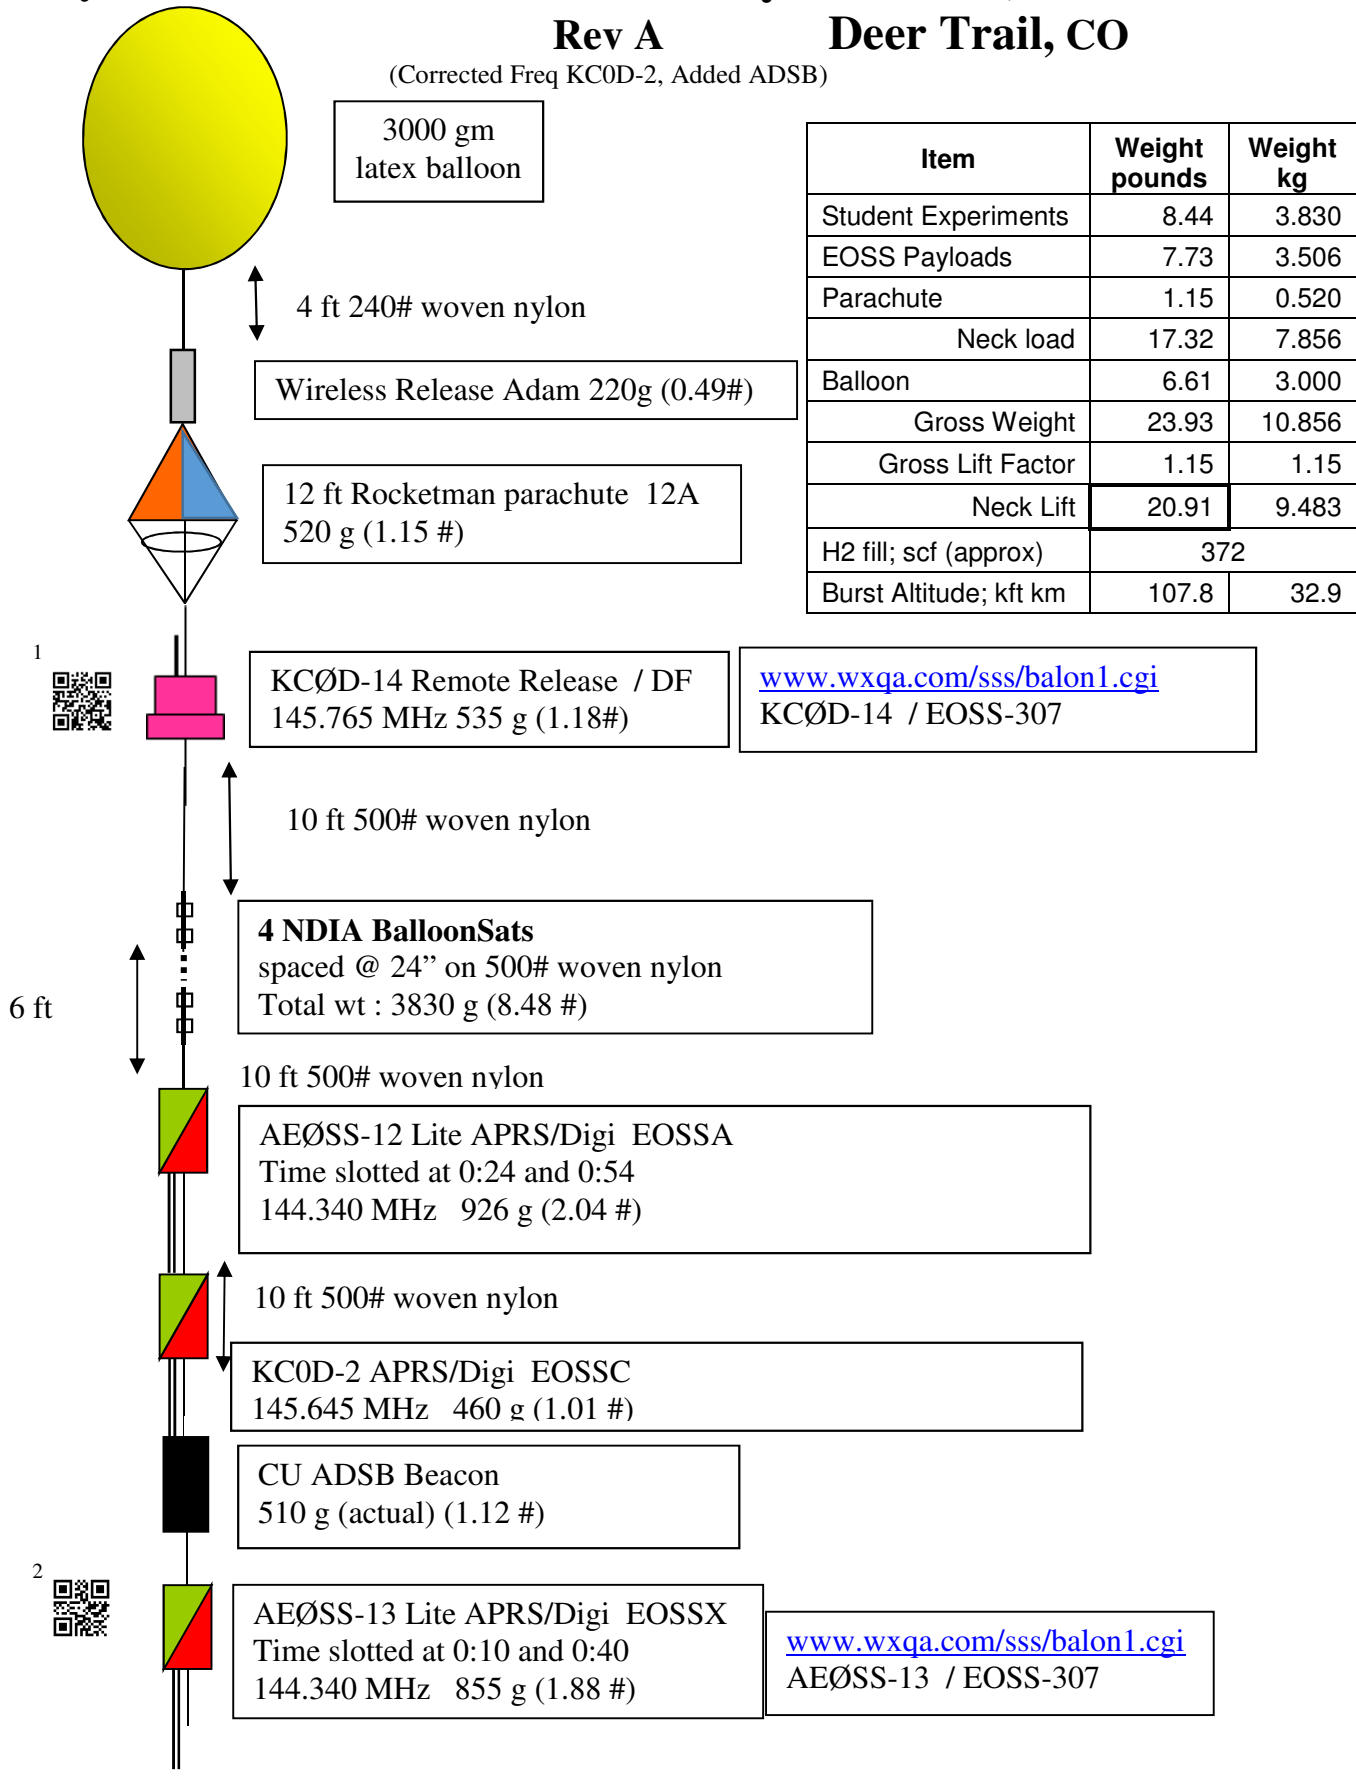 Rev A
Deer Trail, CO
(Corrected Freq KC0D-2, Added ADSB)
3000 gm
latex balloon
Item Weight pounds Weight kg
Student Experiments 8.44 3.830
EOSS Payloads 7.73 3.506
Parachute 1.15 0.520
Neck load 17.32 7.856
Balloon 6.61 3.000
Gross Weight 23.93 10.856
Gross Lift Factor 1.15 1.15
Neck Lift 20.91 9.483
H2 fill; scf (approx) 372
Burst Altitude; kft km 107.8 32.9
4 ft 240# woven nylon
Wireless Release Adam 220g (0.49#)
12 ft Rocketman parachute 12A
520 g (1.15 #)
1
KCØD-14 Remote Release / DF
145.765 MHz 535 g (1.18#)
www.wxqa.com/sss/balon1.cgi
KCØD-14 / EOSS-307
10 ft 500# woven nylon
4 NDIA BalloonSats
spaced @ 24” on 500# woven nylon
Total wt : 3830 g (8.48 #)
6 ft
10 ft 500# woven nylon
AEØSS-12 Lite APRS/Digi EOSSA
Time slotted at 0:24 and 0:54
144.340 MHz 926 g (2.04 #)
10 ft 500# woven nylon
KC0D-2 APRS/Digi EOSSC
145.645 MHz 460 g (1.01 #)
CU ADSB Beacon
510 g (actual) (1.12 #)
2
AEØSS-13 Lite APRS/Digi EOSSX
Time slotted at 0:10 and 0:40
144.340 MHz 855 g (1.88 #)
www.wxqa.com/sss/balon1.cgi
AEØSS-13 / EOSS-307